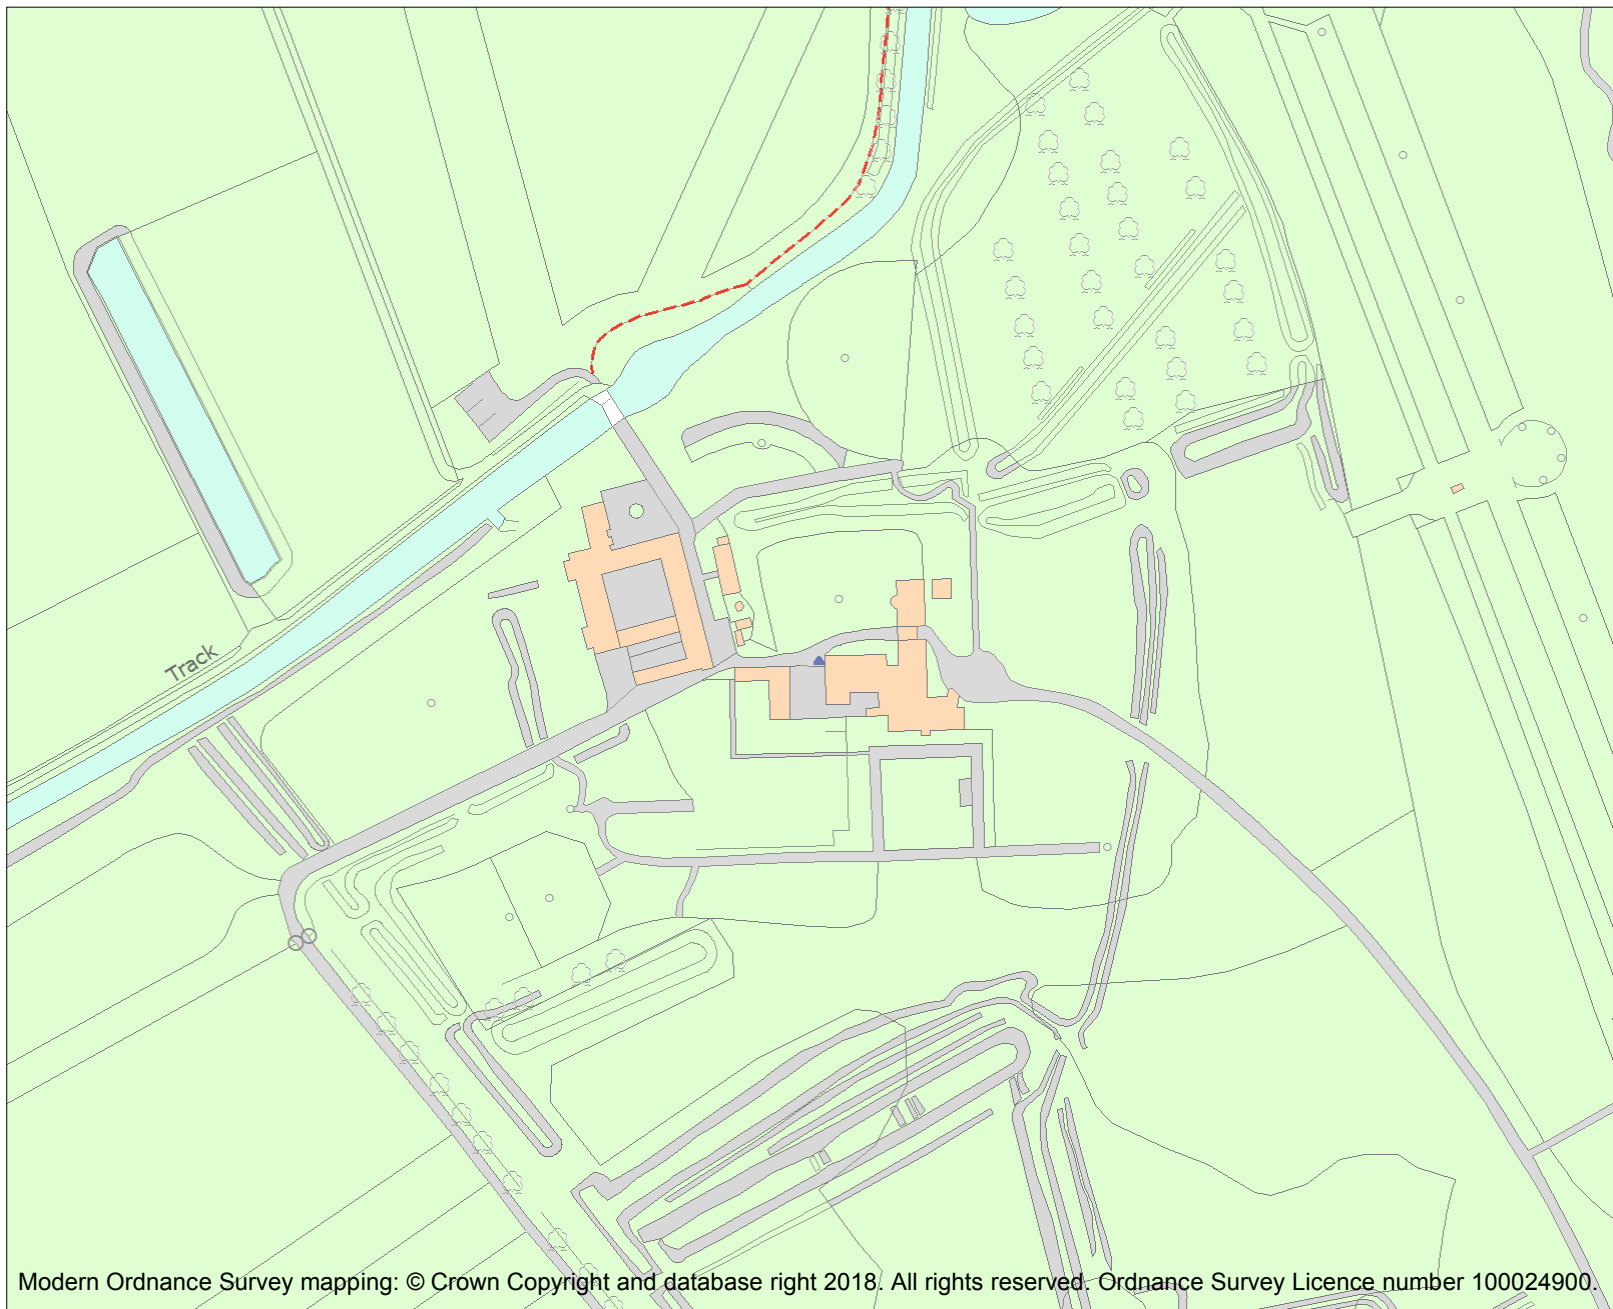 Track
Modern Ordnance Survey mapping: © Crown Copyright and database right 2018. All rights reserved. Ordnance Survey Licence number 100024900.